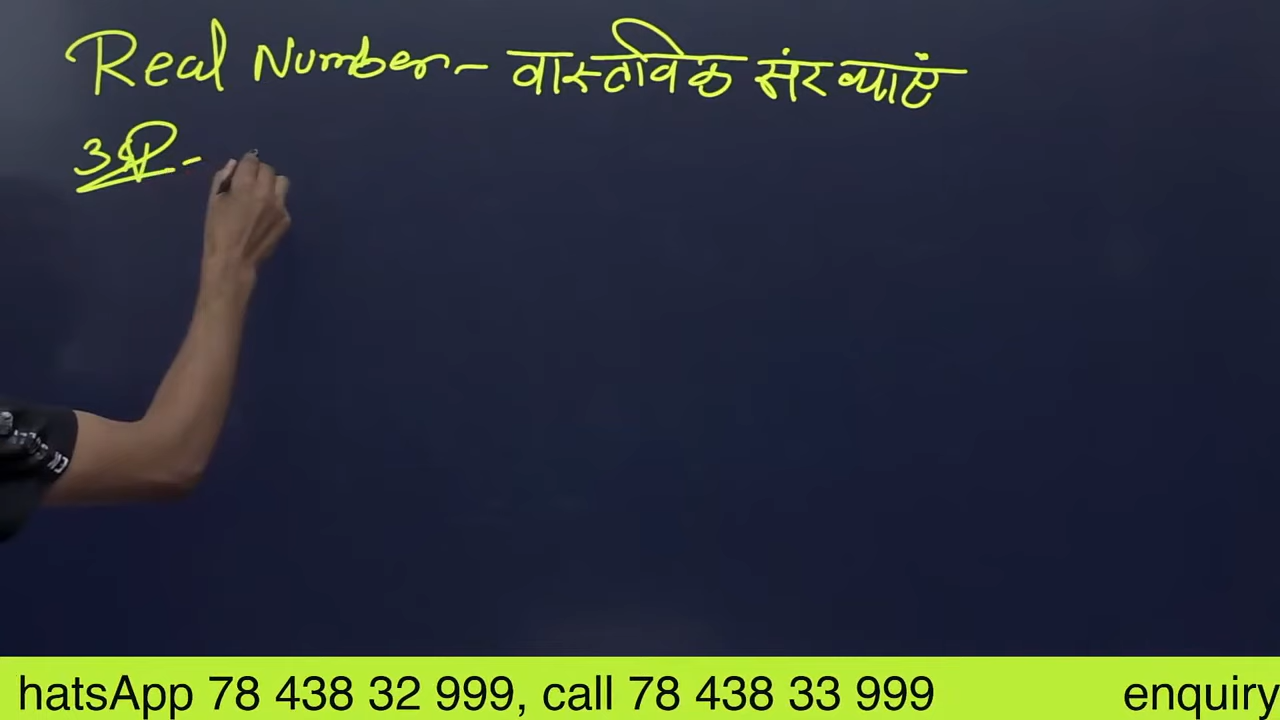 Real Number - वास्तविक संख्याएं
hatsApp 78 438 32 999, call 78 438 33 999 enquiry